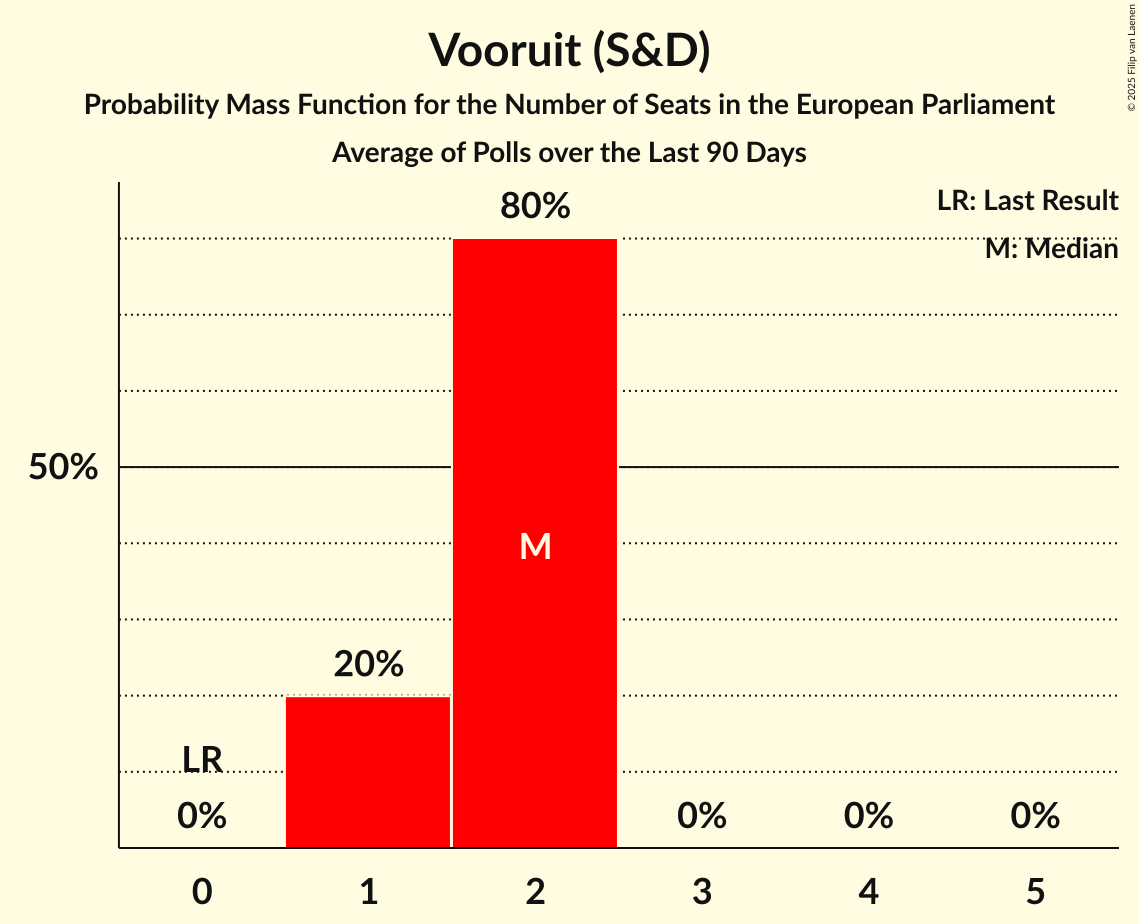 Vooruit (S&D)
Probability Mass Function for the Number of Seats in the European Parliament
Average of Polls over the Last 90 Days
© 2025 Filip van Laenen
LR: Last Result
M: Median
80%
50%
M
20%
LR
0%
0%
0%
0%
0
1
2
3
4
5